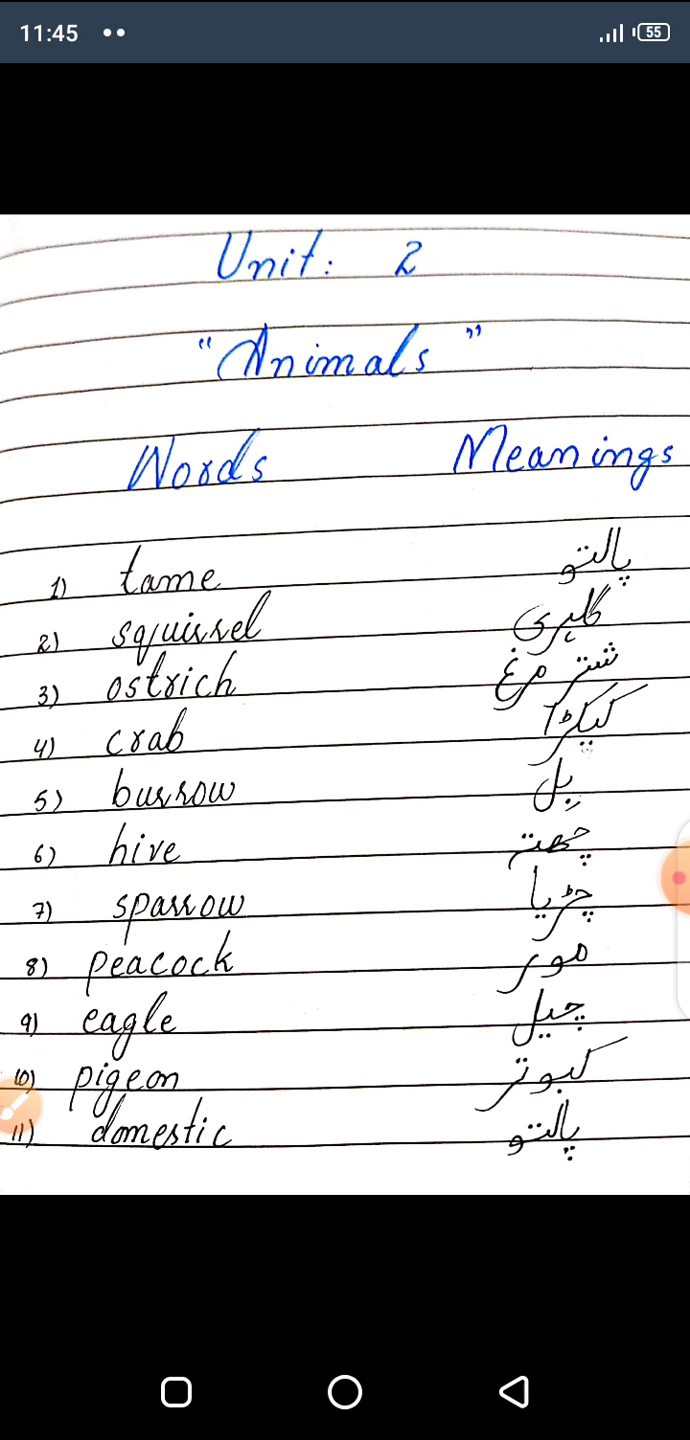 11:45 55
Unit: 2
"Animals"
Words Meanings
1) tame پالتو
2) squirrel گلہری
3) ostrich شتر مرغ
4) crab کیکڑا
5) burrow بِل
6) hive چھتہ
7) sparrow چڑیا
8) peacock مور
9) eagle چیل
10) pigeon کبوتر
11) domestic پالتو